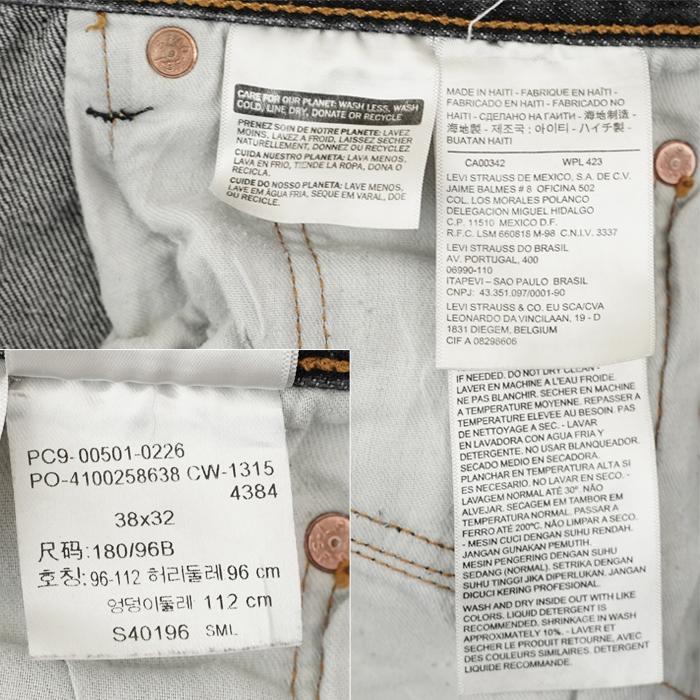 CARE FOR OUR PLANET: WASH LESS, WASH
COLD, LINE DRY, DONATE OR RECYCLE
PRENEZ SOIN DE NOTRE PLANETE: LAVEZ
MOINS, LAVEZ A FROID, LAISSEZ SECHER
NATURELLEMENT, DONNEZ OU RECYCLEZ.
CUIDA NUESTRO PLANETA: LAVA MENOS,
LAVA EN FRIO, TIENDE LA ROPA, DONA O
RECICLA.
CUIDE DO NOSSO PLANETA: LAVE MENOS,
LAVE EM ÁGUA FRIA, SEQUE EM VARAL, DOE
OU RECICLE.
MADE IN HAITI - FABRIQUE EN HAÏTI -
FABRICADO EN HAITI - FABRICADO NO
HAITI - СДЕЛАНО НА ГАИТИ - 海地制造 -
海地製 - 제조국 : 아이티 - ハイチ製 -
BUATAN HAITI
CA00342 WPL 423
LEVI STRAUSS DE MEXICO, S.A. DE C.V.
JAIME BALMES # 8 OFICINA 502
COL. LOS MORALES POLANCO
DELEGACION MIGUEL HIDALGO
C.P. 11510 MEXICO D.F.
R.F.C. LSM 660818 M-98 C.N.I.V. 3337
LEVI STRAUSS DO BRASIL
AV. PORTUGAL, 400
06990-110
ITAPEVI – SAO PAULO BRASIL
CNPJ: 43.351.097/0001-90
LEVI STRAUSS & CO. EU SCA/CVA
LEONARDO DA VINCILAAN, 19 - D
1831 DIEGEM, BELGIUM
CIF A 08298606
IF NEEDED. DO NOT DRY CLEAN -
LAVER EN MACHINE A L'EAU FROIDE.
NE PAS BLANCHIR. SECHER EN MACHINE
A TEMPERATURE MOYENNE. REPASSER A
TEMPERATURE ELEVEE AU BESOIN. PAS
DE NETTOYAGE A SEC. - LAVAR
EN LAVADORA CON AGUA FRIA Y
DETERGENTE. NO USAR BLANQUEADOR.
SECADO MEDIO EN SECADORA.
PLANCHAR EN TEMPERATURA ALTA SI
ES NECESARIO. NO LAVAR EN SECO. -
LAVAGEM NORMAL ATÉ 30°. NÃO
ALVEJAR. SECAGEM EM TAMBOR EM
TEMPERATURA NORMAL. PASSAR A
FERRO ATÉ 200ºC. NÃO LIMPAR A SECO.
- MESIN CUCI DENGAN SUHU RENDAH.
JANGAN GUNAKAN PEMUTIH.
MESIN PENGERING DENGAN SUHU
SEDANG (NORMAL). SETRIKA DENGAN
SUHU TINGGI JIKA DIPERLUKAN. JANGAN
DICUCI KERING PROFESIONAL.
WASH AND DRY INSIDE OUT WITH LIKE
COLORS. LIQUID DETERGENT IS
RECOMMENDED. SHRINKAGE IN WASH
APPROXIMATELY 10%. - LAVER ET
SECHER LE PRODUIT RETOURNE, AVEC
DES COULEURS SIMILAIRES. DETERGENT
LIQUIDE RECOMMANDE.
PC9- 00501-0226
PO-4100258638 CW-1315
4384
38x32
尺码:180/96B
호칭: 96-112 허리둘레 96 cm
엉덩이둘레 112 cm
S40196 SML